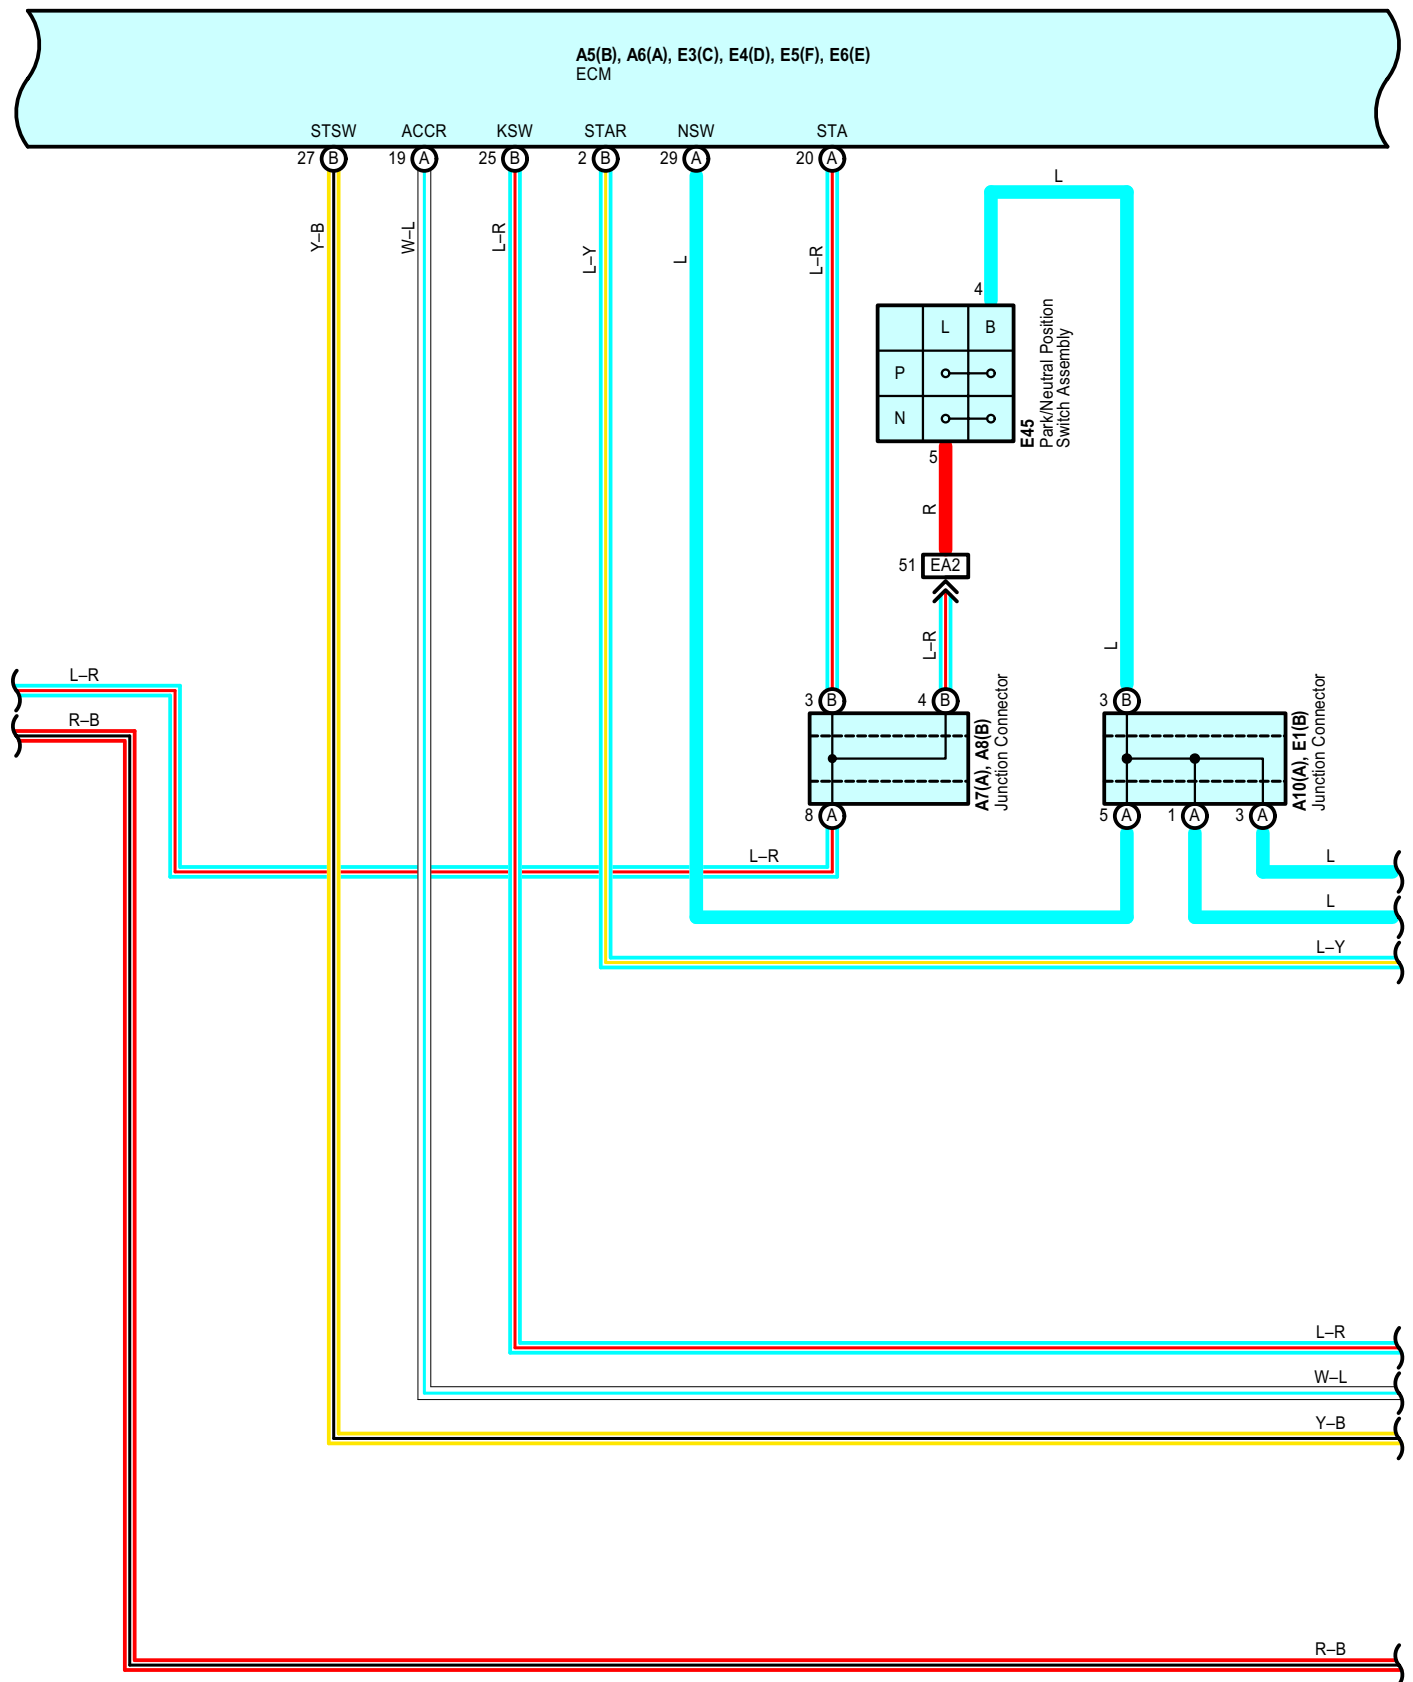 A5(B), A6(A), E3(C), E4(D), E5(F), E6(E)
ECM
STSW ACCR KSW STAR NSW STA
27 B 19 A 25 B 2 B 29 A 20 A
L
Y–B W–L L–R L–Y L L–R
4
L B
P
N
E45
Park/Neutral Position
Switch Assembly
5
R
51 EA2
L–R
L
L–R
3 B 4 B 3 B
R–B
A7(A), A8(B)
Junction Connector
A10(A), E1(B)
Junction Connector
8 A 5 A 1 A 3 A
L–R L
L
L–Y
L–R
W–L
Y–B
R–B